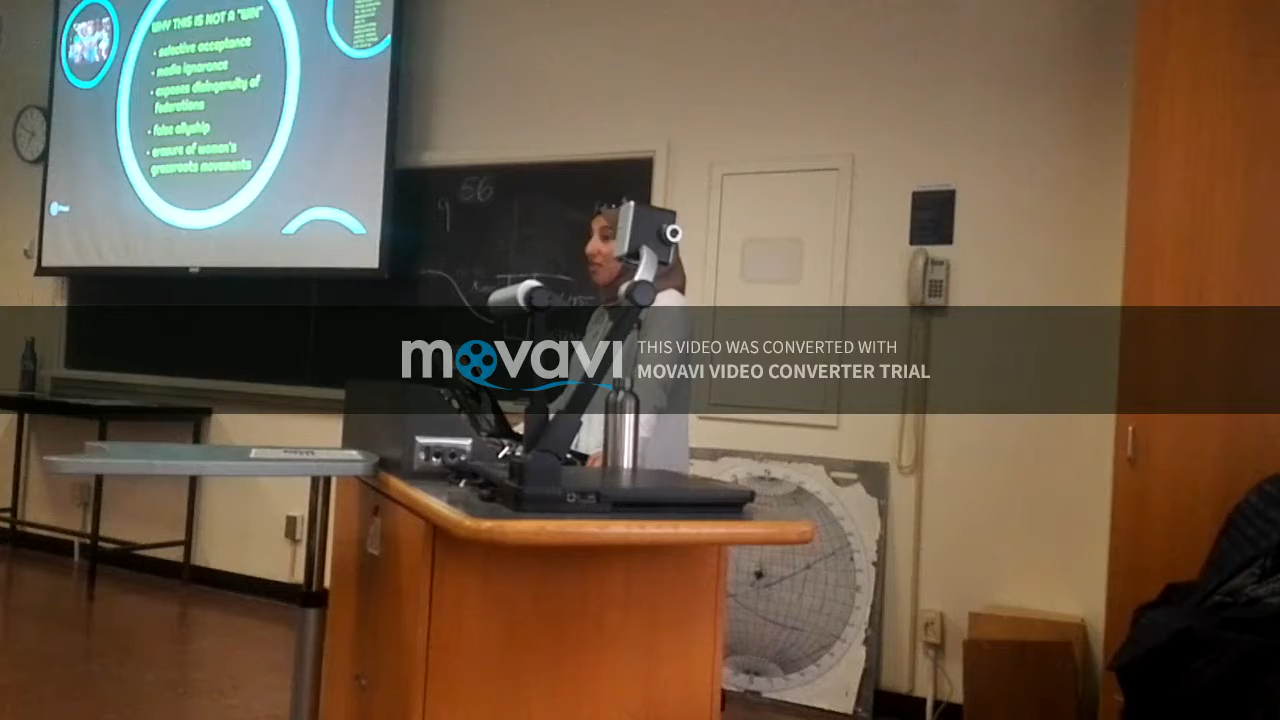 WHY THIS IS NOT A "WIN"
• selective acceptance
• media ignorance
• exposes disingenuity of
federations
• false allyship
• erasure of women's
grassroots movements
56
9
movavi
THIS VIDEO WAS CONVERTED WITH
MOVAVI VIDEO CONVERTER TRIAL